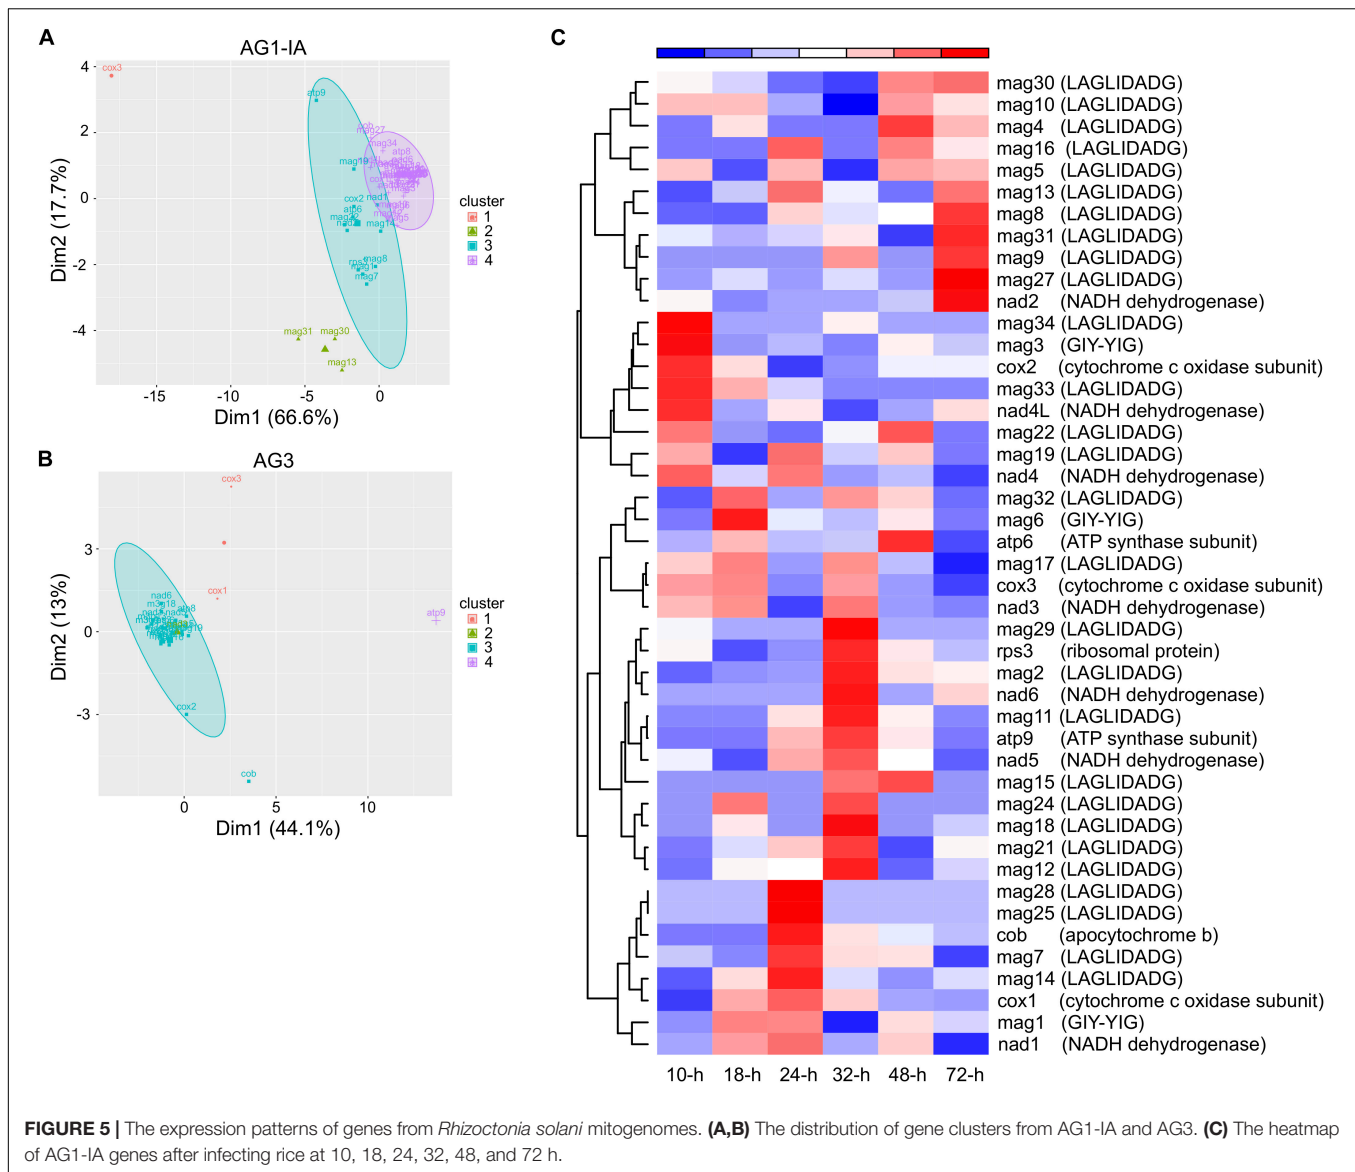 A
AG1-IA
cox3
atp9
cob
mag27
mag34
atp8
nad6
mag19
nad1
cox2
atp6
mag22
mag14
mag5
rps3
mag8
mag1
mag7
mag31
mag30
mag13
4
2
0
-2
-4
-15
-10
-5
0
Dim1 (66.6%)
Dim2 (17.7%)
cluster
1
2
3
4
B
AG3
cox3
cox1
nad6
m3g18
atp8
cox2
cob
atp9
3
0
-3
0
5
10
Dim1 (44.1%)
Dim2 (13%)
cluster
1
2
3
4
C
mag30 (LAGLIDADG)
mag10 (LAGLIDADG)
mag4 (LAGLIDADG)
mag16 (LAGLIDADG)
mag5 (LAGLIDADG)
mag13 (LAGLIDADG)
mag8 (LAGLIDADG)
mag31 (LAGLIDADG)
mag9 (LAGLIDADG)
mag27 (LAGLIDADG)
nad2 (NADH dehydrogenase)
mag34 (LAGLIDADG)
mag3 (GIY-YIG)
cox2 (cytochrome c oxidase subunit)
mag33 (LAGLIDADG)
nad4L (NADH dehydrogenase)
mag22 (LAGLIDADG)
mag19 (LAGLIDADG)
nad4 (NADH dehydrogenase)
mag32 (LAGLIDADG)
mag6 (GIY-YIG)
atp6 (ATP synthase subunit)
mag17 (LAGLIDADG)
cox3 (cytochrome c oxidase subunit)
nad3 (NADH dehydrogenase)
mag29 (LAGLIDADG)
rps3 (ribosomal protein)
mag2 (LAGLIDADG)
nad6 (NADH dehydrogenase)
mag11 (LAGLIDADG)
atp9 (ATP synthase subunit)
nad5 (NADH dehydrogenase)
mag15 (LAGLIDADG)
mag24 (LAGLIDADG)
mag18 (LAGLIDADG)
mag21 (LAGLIDADG)
mag12 (LAGLIDADG)
mag28 (LAGLIDADG)
mag25 (LAGLIDADG)
cob (apocytochrome b)
mag7 (LAGLIDADG)
mag14 (LAGLIDADG)
cox1 (cytochrome c oxidase subunit)
mag1 (GIY-YIG)
nad1 (NADH dehydrogenase)
10-h 18-h 24-h 32-h 48-h 72-h
FIGURE 5 | The expression patterns of genes from Rhizoctonia solani mitogenomes. (A,B) The distribution of gene clusters from AG1-IA and AG3. (C) The heatmap
of AG1-IA genes after infecting rice at 10, 18, 24, 32, 48, and 72 h.